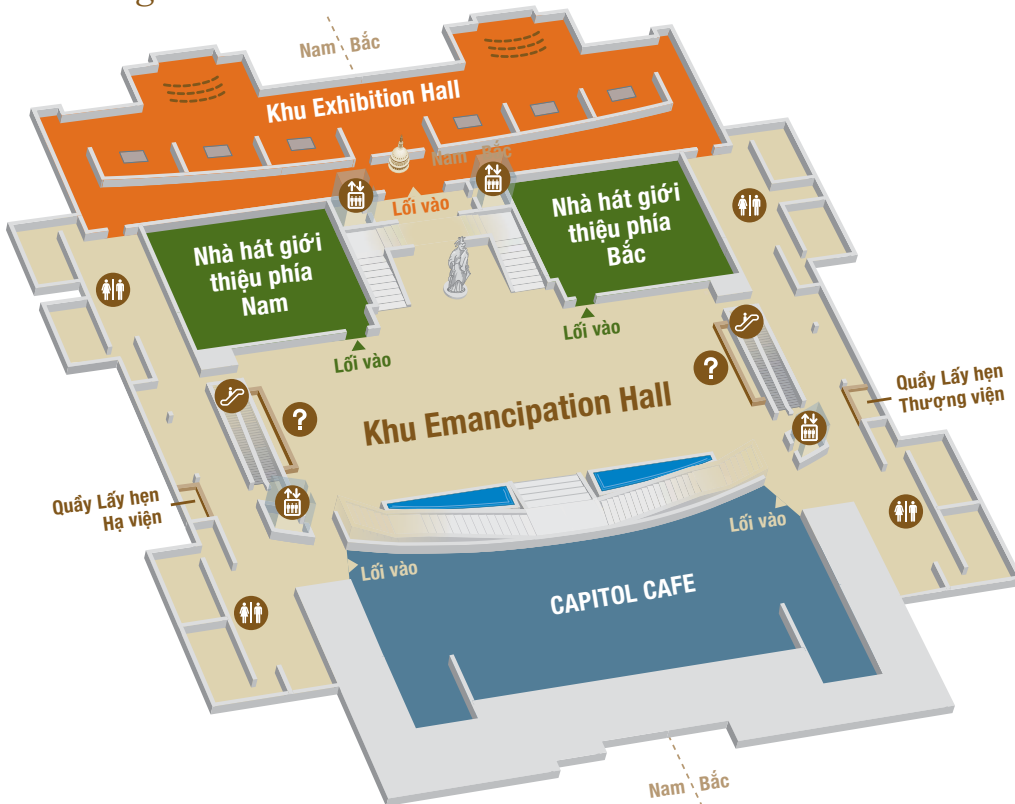 Nam Bắc
Khu Exhibition Hall
Nam Bắc
Lối vào
Nhà hát giới
thiệu phía
Nam
Nhà hát giới
thiệu phía
Bắc
Lối vào
Lối vào
?
?
Khu Emancipation Hall
Quầy Lấy hẹn
Thượng viện
Quầy Lấy hẹn
Hạ viện
Lối vào
Lối vào
CAPITOL CAFE
Nam Bắc